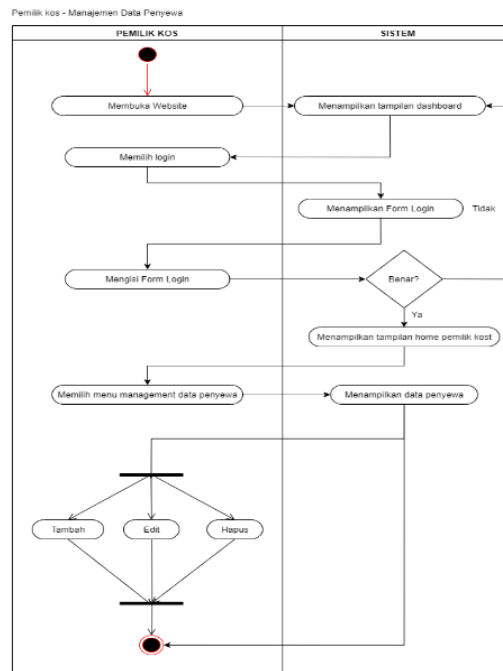 Pemilik kos - Manajemen Data Penyewa
PEMILIK KOS
SISTEM
Membuka Website
Menampilkan tampilan dashboard
Memilih login
Menampilkan Form Login
Tidak
Mengisi Form Login
Benar?
Ya
Menampilkan tampilan home pemilik kost
Memilih menu management data penyewa
Menampilkan data penyewa
Tambah
Edit
Hapus